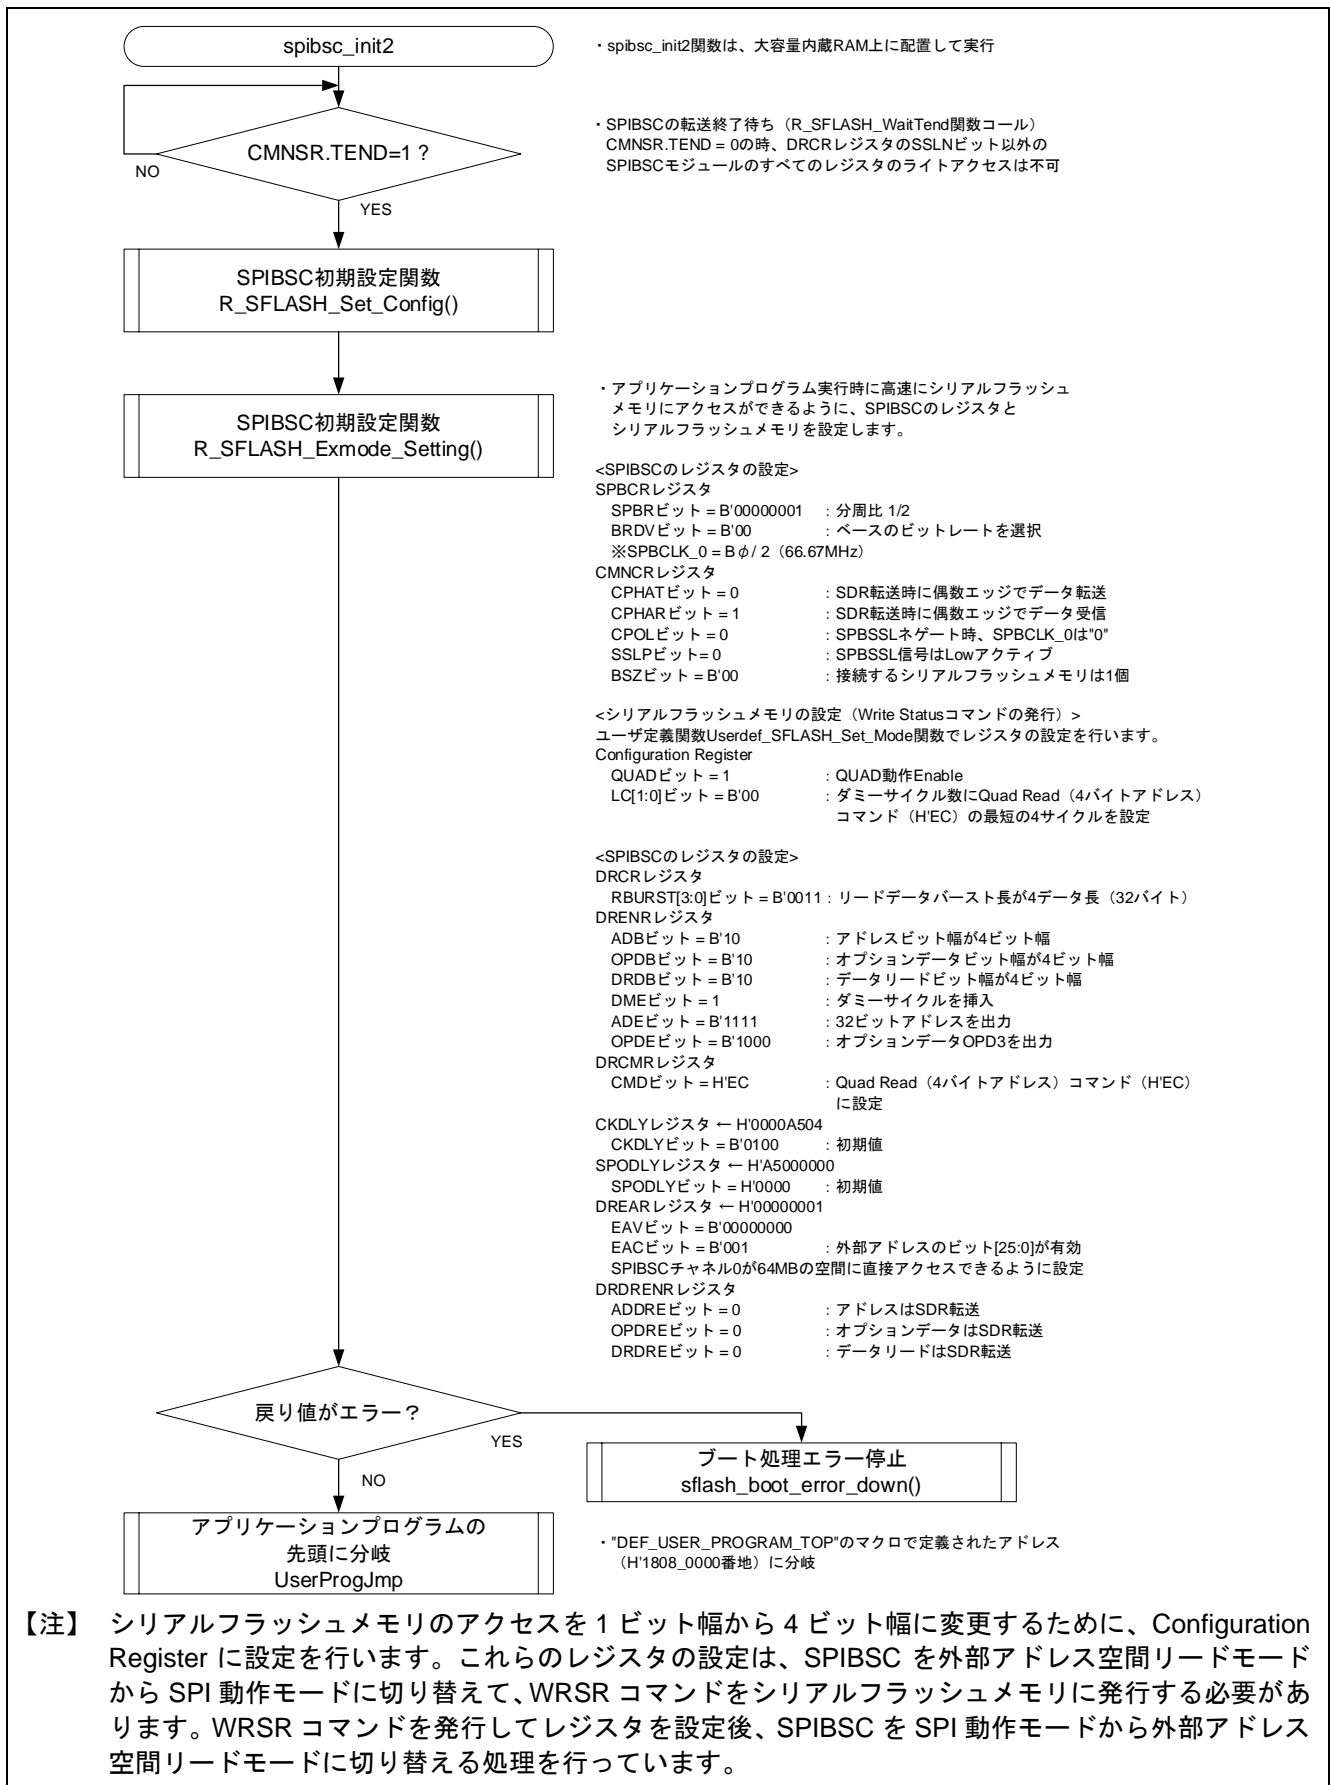 spibsc_init2
・spibsc_init2関数は、大容量内蔵RAM上に配置して実行
CMNSR.TEND=1 ?
NO
YES
・SPIBSCの転送終了待ち（R_SFLASH_WaitTend関数コール）
CMNSR.TEND = 0の時、DRCRレジスタのSSLNビット以外の
SPIBSCモジュールのすべてのレジスタのライトアクセスは不可
SPIBSC初期設定関数
R_SFLASH_Set_Config()
SPIBSC初期設定関数
R_SFLASH_Exmode_Setting()
・アプリケーションプログラム実行時に高速にシリアルフラッシュ
メモリにアクセスができるように、SPIBSCのレジスタと
シリアルフラッシュメモリを設定します。
<SPIBSCのレジスタの設定>
SPBCRレジスタ
SPBRビット = B'00000001 : 分周比 1/2
BRDVビット = B'00 : ベースのビットレートを選択
※SPBCLK_0 = Bφ/ 2（66.67MHz）
CMNCRレジスタ
CPHATビット = 0 : SDR転送時に偶数エッジでデータ転送
CPHARビット = 1 : SDR転送時に偶数エッジでデータ受信
CPOLビット = 0 : SPBSSLネゲート時、SPBCLK_0は"0"
SSLPビット= 0 : SPBSSL信号はLowアクティブ
BSZビット = B'00 : 接続するシリアルフラッシュメモリは1個
<シリアルフラッシュメモリの設定（Write Statusコマンドの発行）>
ユーザ定義関数Userdef_SFLASH_Set_Mode関数でレジスタの設定を行います。
Configuration Register
QUADビット = 1 : QUAD動作Enable
LC[1:0]ビット = B'00 : ダミーサイクル数にQuad Read（4バイトアドレス）
コマンド（H'EC）の最短の4サイクルを設定
<SPIBSCのレジスタの設定>
DRCRレジスタ
RBURST[3:0]ビット = B'0011 : リードデータバースト長が4データ長（32バイト）
DRENRレジスタ
ADBビット = B'10 : アドレスビット幅が4ビット幅
OPDBビット = B'10 : オプションデータビット幅が4ビット幅
DRDBビット = B'10 : データリードビット幅が4ビット幅
DMEビット = 1 : ダミーサイクルを挿入
ADEビット = B'1111 : 32ビットアドレスを出力
OPDEビット = B'1000 : オプションデータOPD3を出力
DRCMRレジスタ
CMDビット = H'EC : Quad Read（4バイトアドレス）コマンド（H'EC）
に設定
CKDLYレジスタ ← H'0000A504
CKDLYビット = B'0100 : 初期値
SPODLYレジスタ ← H'A5000000
SPODLYビット = H'0000 : 初期値
DREARレジスタ ← H'00000001
EAVビット = B'00000000
EACビット = B'001 : 外部アドレスのビット[25:0]が有効
SPIBSCチャネル0が64MBの空間に直接アクセスできるように設定
DRDRENRレジスタ
ADDREビット = 0 : アドレスはSDR転送
OPDREビット = 0 : オプションデータはSDR転送
DRDREビット = 0 : データリードはSDR転送
戻り値がエラー？
YES
NO
ブート処理エラー停止
sflash_boot_error_down()
アプリケーションプログラムの
先頭に分岐
UserProgJmp
・"DEF_USER_PROGRAM_TOP"のマクロで定義されたアドレス
（H'1808_0000番地）に分岐
【注】 シリアルフラッシュメモリのアクセスを 1 ビット幅から 4 ビット幅に変更するために、Configuration
Register に設定を行います。これらのレジスタの設定は、SPIBSC を外部アドレス空間リードモード
から SPI 動作モードに切り替えて、WRSR コマンドをシリアルフラッシュメモリに発行する必要があ
ります。WRSR コマンドを発行してレジスタを設定後、SPIBSC を SPI 動作モードから外部アドレス
空間リードモードに切り替える処理を行っています。